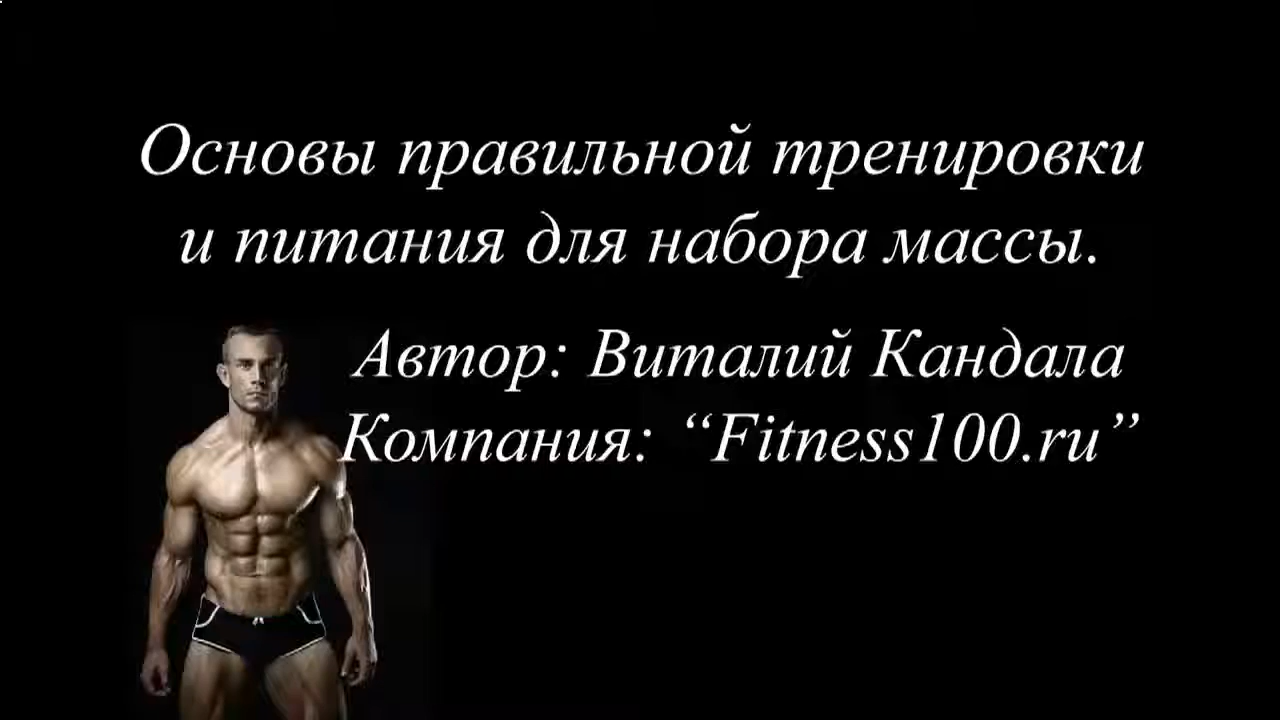 Основы правильной тренировки
и питания для набора массы.
Автор: Виталий Кандала
Компания: “Fitness100.ru”